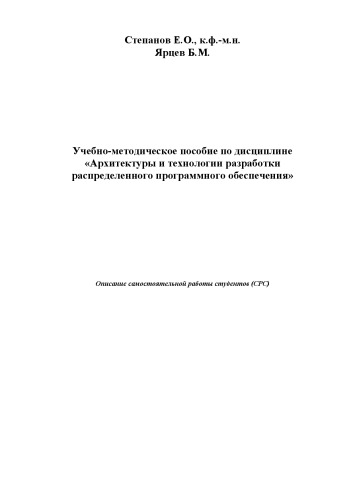 Степанов Е.О., к.ф.-м.н.
Ярцев Б.М.
Учебно-методическое пособие по дисциплине
«Архитектуры и технологии разработки
распределенного программного обеспечения»
Описание самостоятельной работы студентов (СРС)